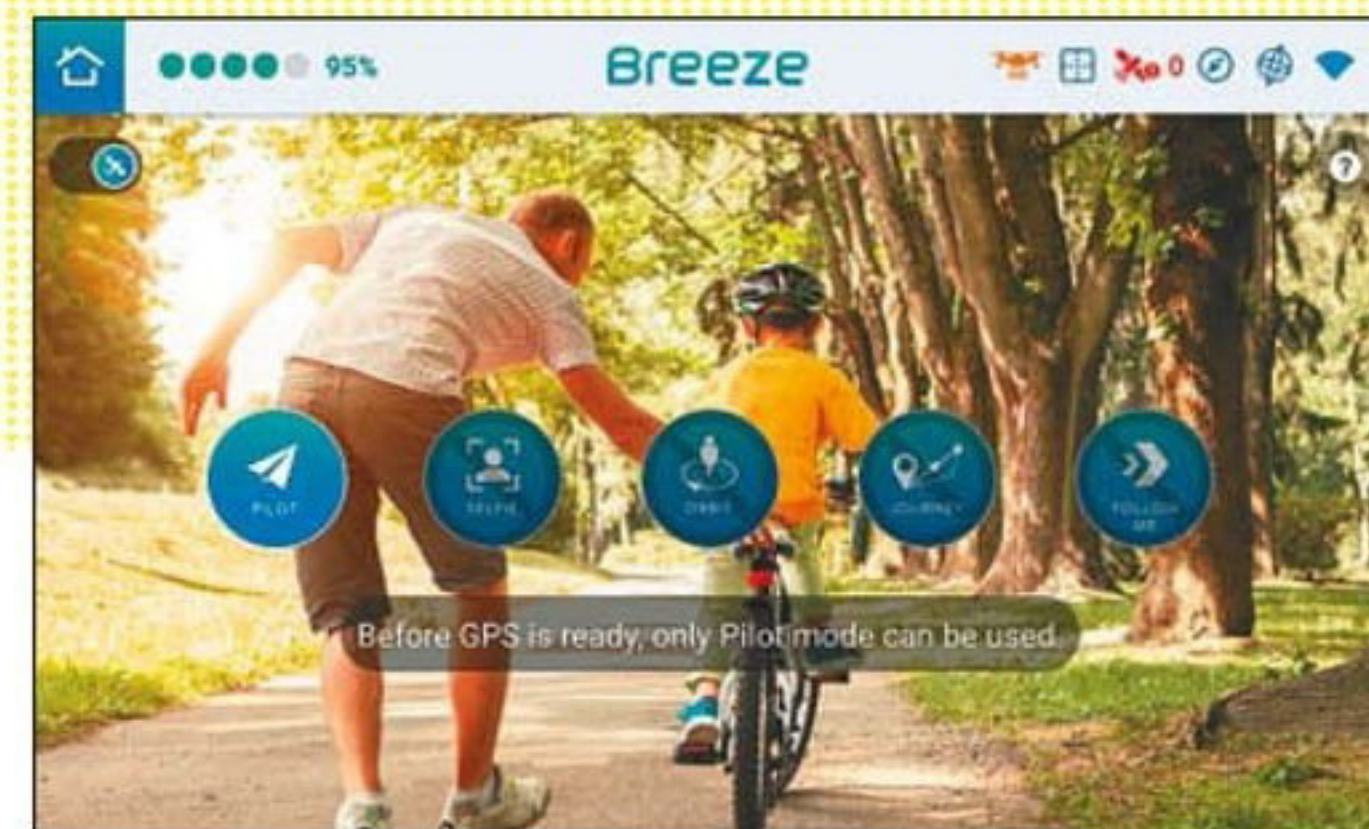 95%
Breeze
0
?
PILOT
SELFIE
ORBIT
JOURNEY
FOLLOW
ME
Before GPS is ready, only Pilot mode can be used.